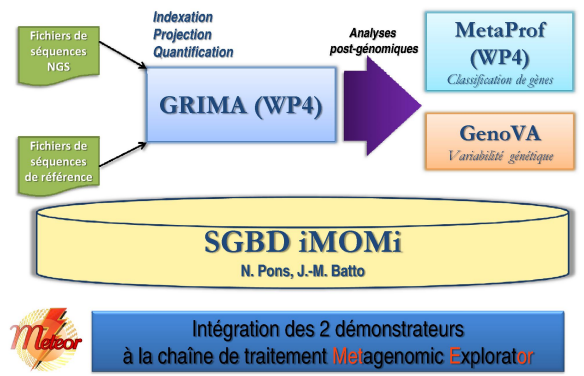 Fichiers de
séquences
NGS
Indexation
Projection
Quantification
GRIMA (WP4)
Fichiers de
séquences
de référence
Analyses
post-génomiques
MetaProf
(WP4)
Classification de gènes
GenoVA
Variabilité génétique
SGBD iMOMi
N. Pons, J.-M. Batto
Meteor
Intégration des 2 démonstrateurs
à la chaîne de traitement Metagenomic Explorator